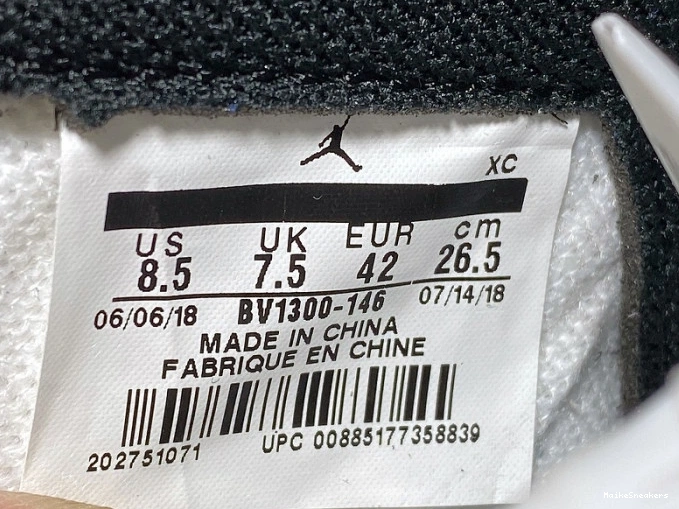 XC
US UK EUR cm
8.5 7.5 42 26.5
06/06/18 BV1300-146 07/14/18
MADE IN CHINA
FABRIQUE EN CHINE
202751071 UPC 00885177358839
MasheSneakers